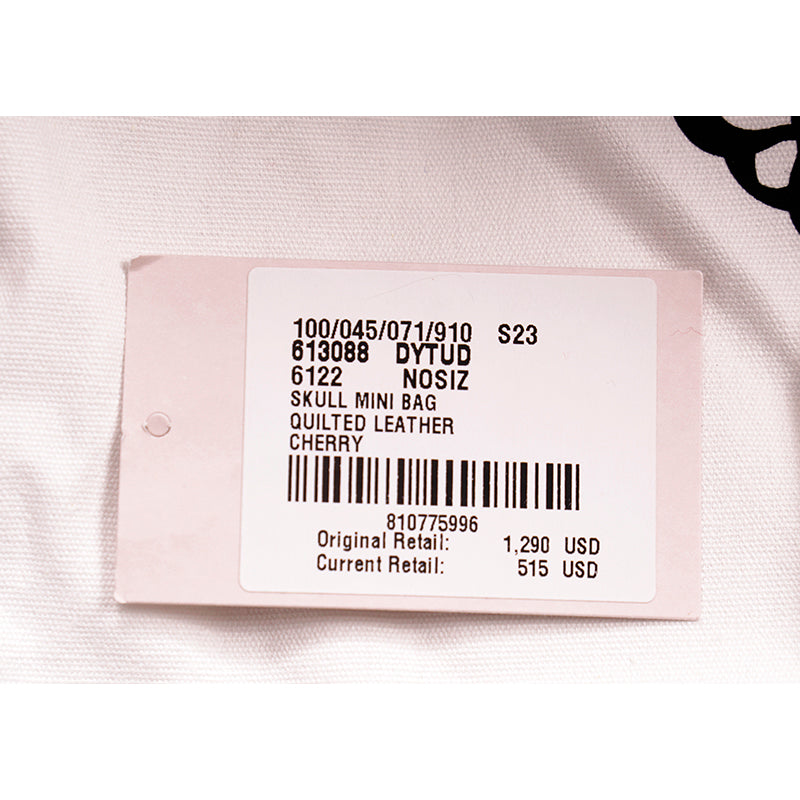 100/045/071/910 S23
613088 DYTUD
6122 NOSIZ
SKULL MINI BAG
QUILTED LEATHER
CHERRY
810775996
Original Retail: 1,290 USD
Current Retail: 515 USD